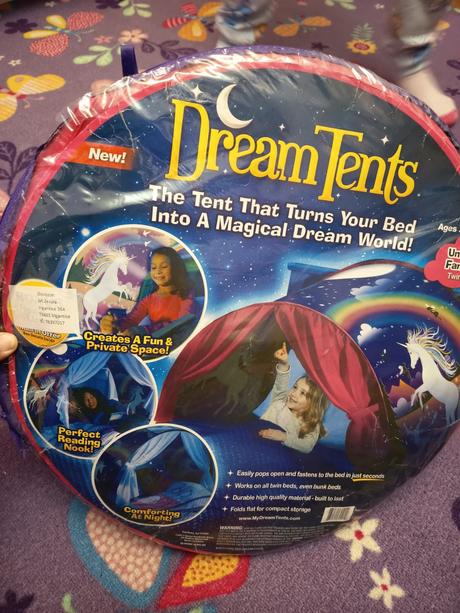 New!
Dream Tents
The Tent That Turns Your Bed
Into A Magical Dream World!
Ages
Creates A Fun &
Private Space!
Perfect
Reading
Nook!
Comforting
At Night!
Easily pops open and fastens to the bed in just seconds
Works on all twin beds, even bunk beds
Durable high quality material - built to last
Folds flat for compact storage
www.MyDreamTents.com
WARNING